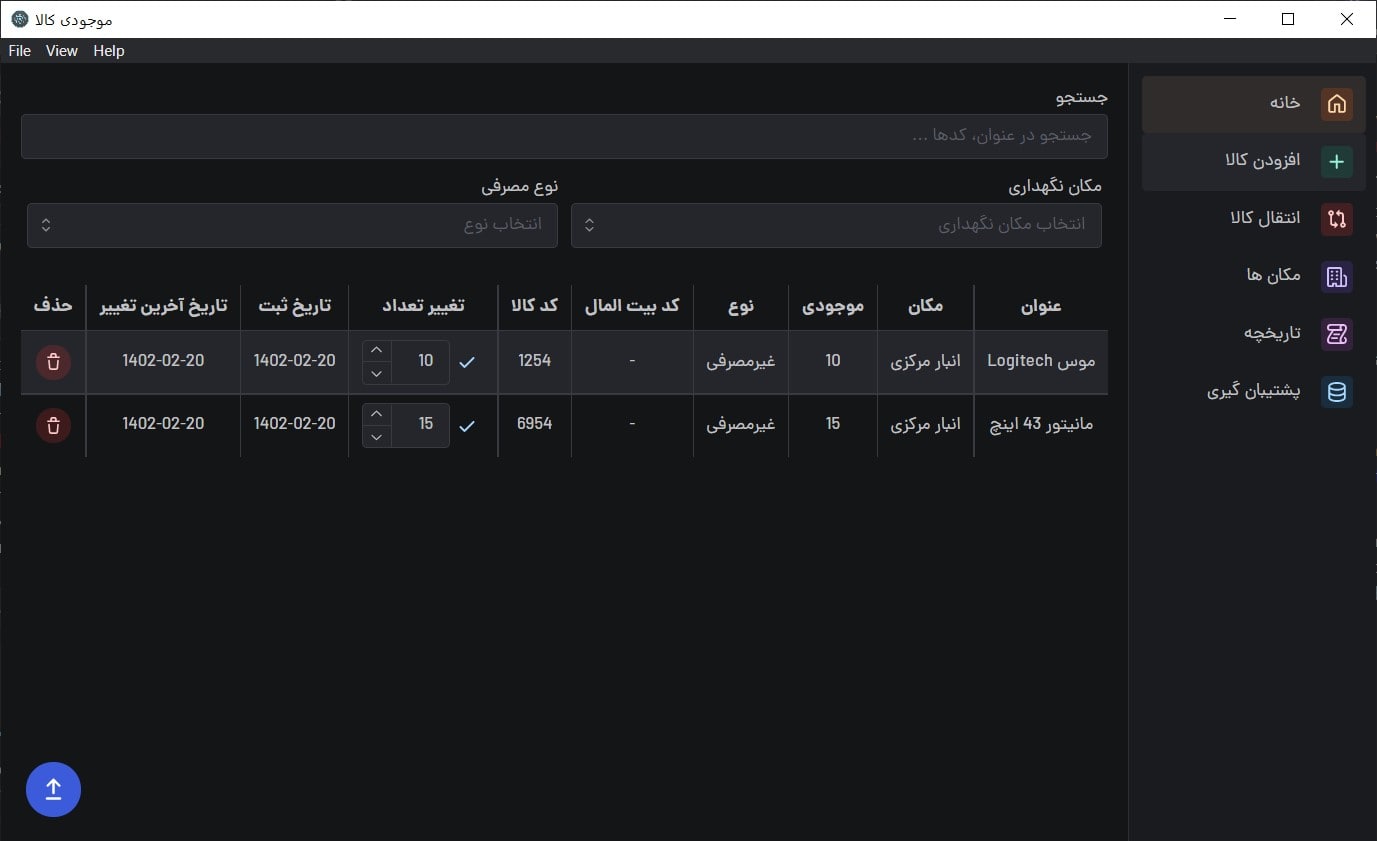 موجودی کالا
File View Help
خانه
افزودن کالا
انتقال کالا
مکان ها
تاریخچه
پشتیبان گیری
جستجو
جستجو در عنوان، کدها ...
مکان نگهداری
نوع مصرفی
انتخاب مکان نگهداری
انتخاب نوع
عنوان مکان موجودی نوع کد بیت المال کد کالا تغییر تعداد تاریخ ثبت تاریخ آخرین تغییر حذف
موس Logitech انبار مرکزی 10 غیرمصرفی - 1254 10 1402-02-20 1402-02-20
مانیتور 43 اینچ انبار مرکزی 15 غیرمصرفی - 6954 15 1402-02-20 1402-02-20